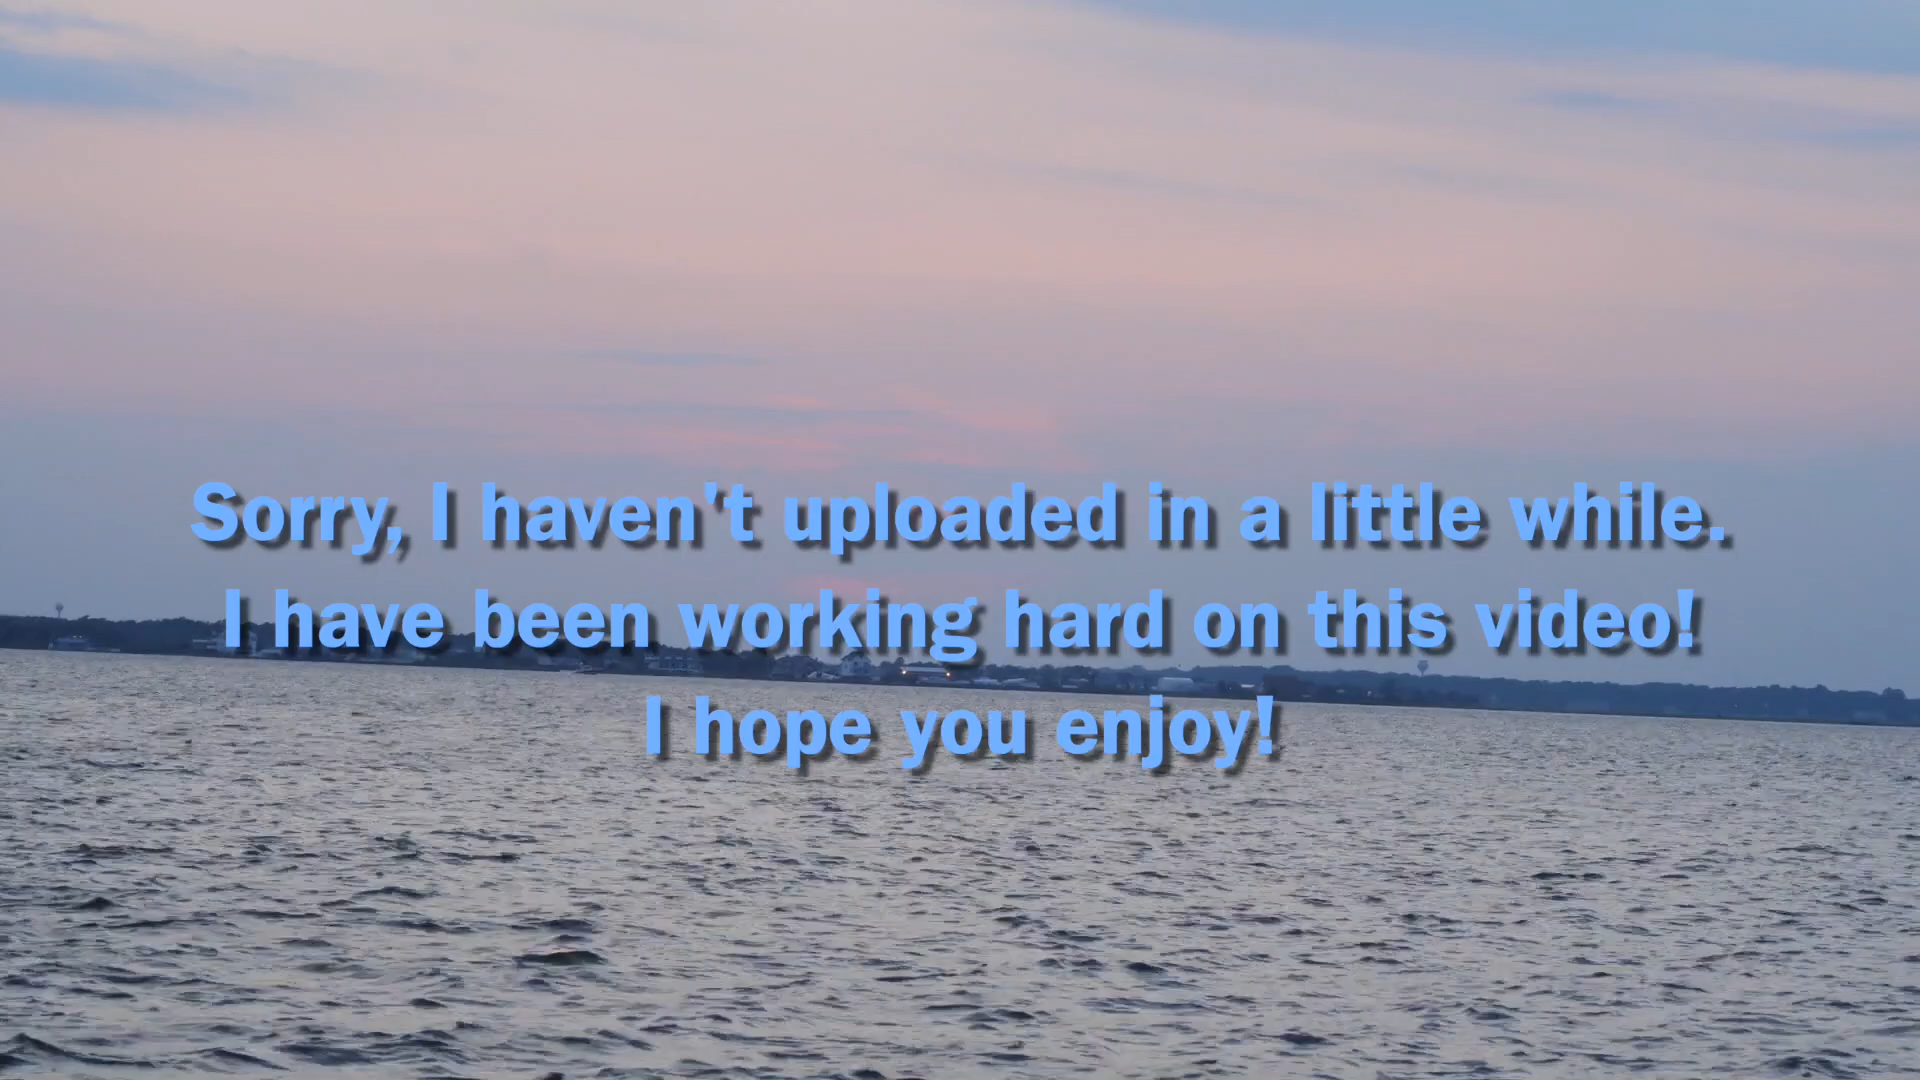 Sorry, I haven't uploaded in a little while.
I have been working hard on this video!
I hope you enjoy!